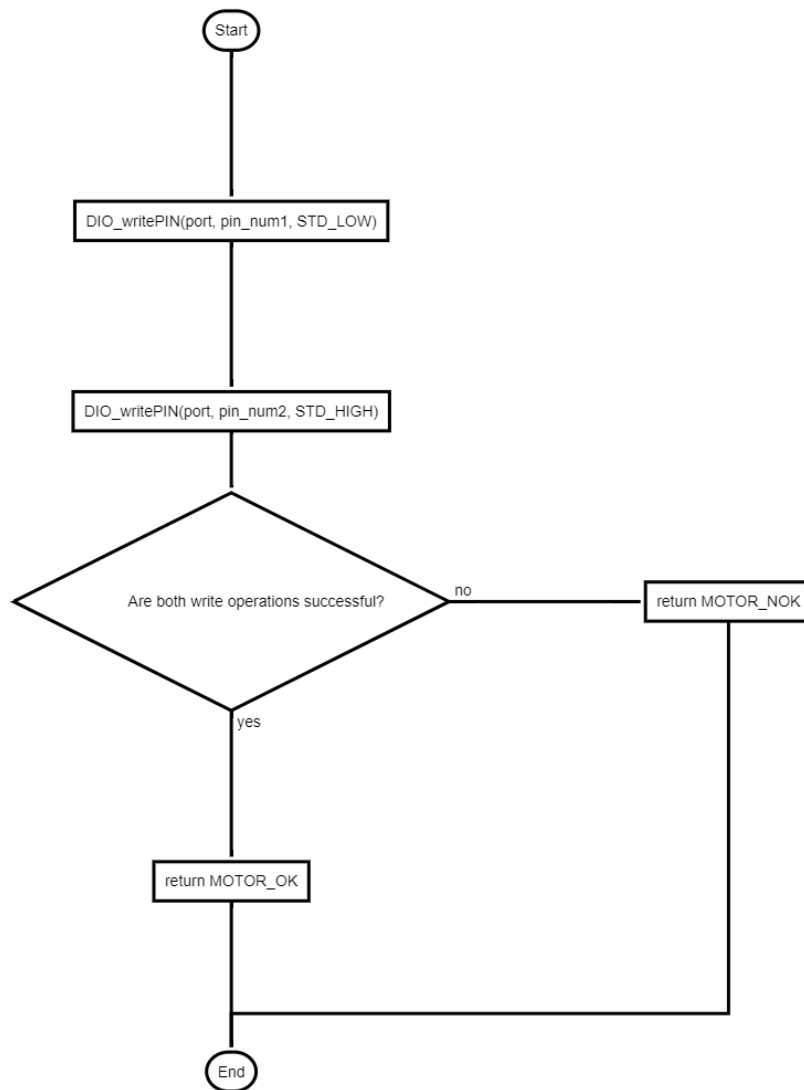 Start
DIO_writePIN(port, pin_num1, STD_LOW)
DIO_writePIN(port, pin_num2, STD_HIGH)
Are both write operations successful?
no
return MOTOR_NOK
yes
return MOTOR_OK
End